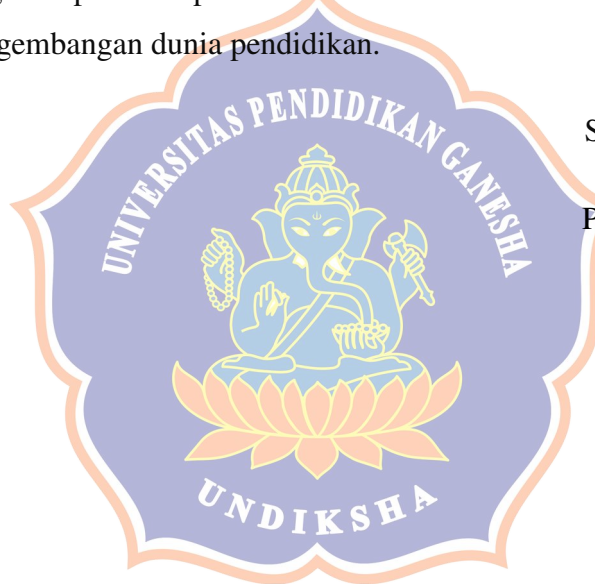 gembangan dunia pendidikan.
S
P
UNIVERSITAS PENDIDIKAN GANESHA
UNDIKSHA